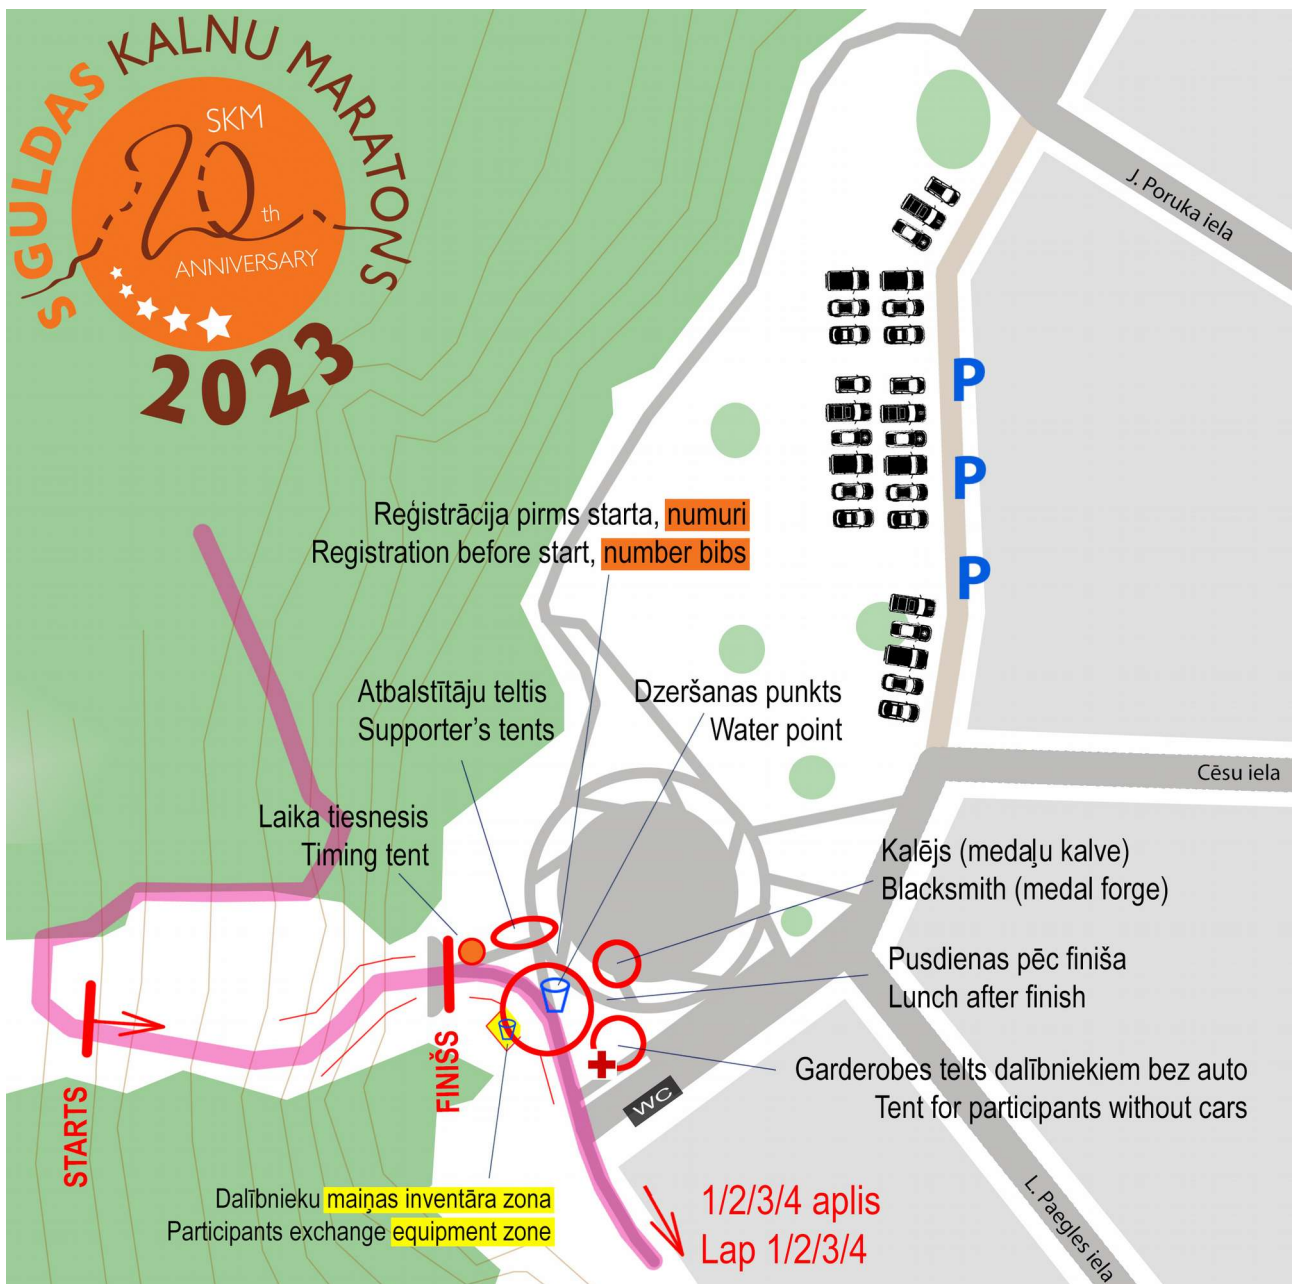 SIGULDAS KALNU MARATONS
SKM
20th
ANNIVERSARY
2023
J. Poruka iela
P
P
P
Reģistrācija pirms starta, numuri
Registration before start, number bibs
Atbalstītāju teltis
Supporter's tents
Dzeršanas punkts
Water point
Cēsu iela
Laika tiesnesis
Timing tent
Kalējs (medaļu kalve)
Blacksmith (medal forge)
Pusdienas pēc finiša
Lunch after finish
STARTS
FINIŠS
Garderobes telts dalībniekiem bez auto
Tent for participants without cars
WC
Dalībnieku maiņas inventāra zona
Participants exchange equipment zone
1/2/3/4 aplis
Lap 1/2/3/4
L. Paegles iela